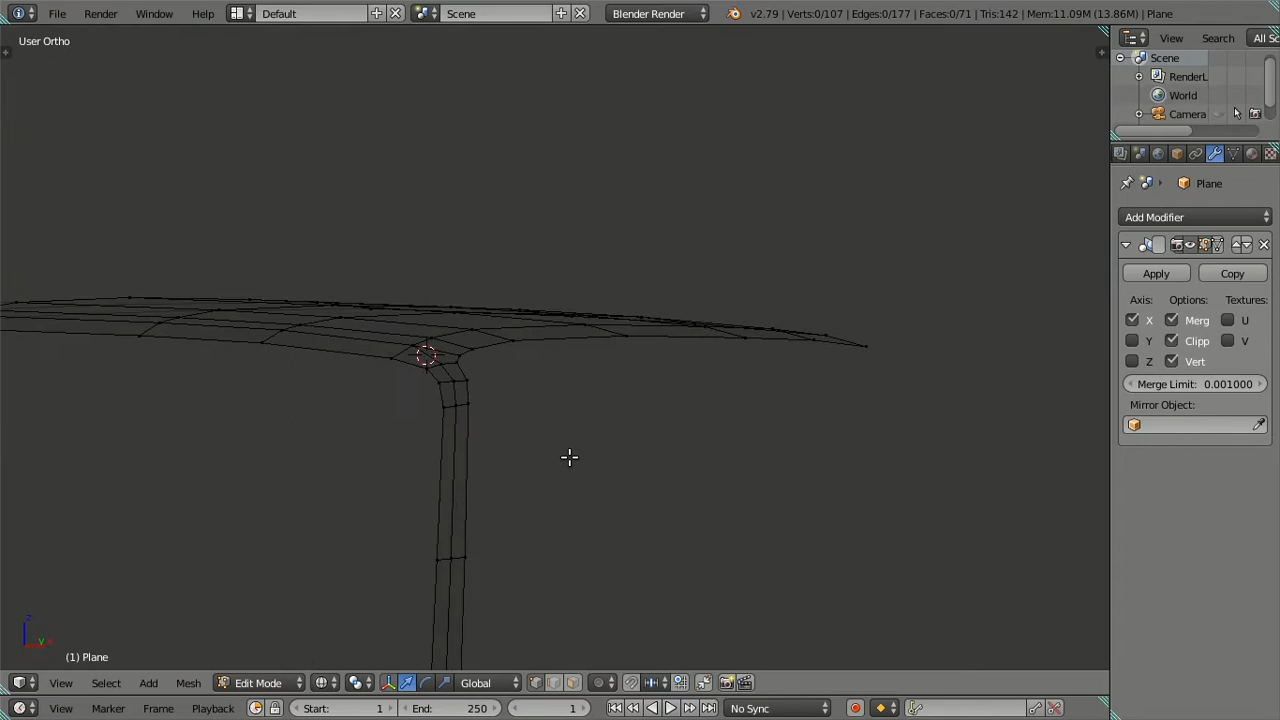 File Render Window Help Default Scene Blender Render v2.79 | Verts:0/107 | Edges:0/177 | Faces:0/71 | Tris:142 | Mem:11.09M (13.86M) | Plane
User Ortho
View Search All Sc
Scene
RenderL
World
Camera
Plane
Add Modifier
Apply Copy
Axis: Options: Textures:
X Merg U
Y Clipp V
Z Vert
Merge Limit: 0.001000
Mirror Object:
z
y
(1) Plane
View Select Add Mesh Edit Mode Global
View Marker Frame Playback Start: 1 End: 250 1 No Sync